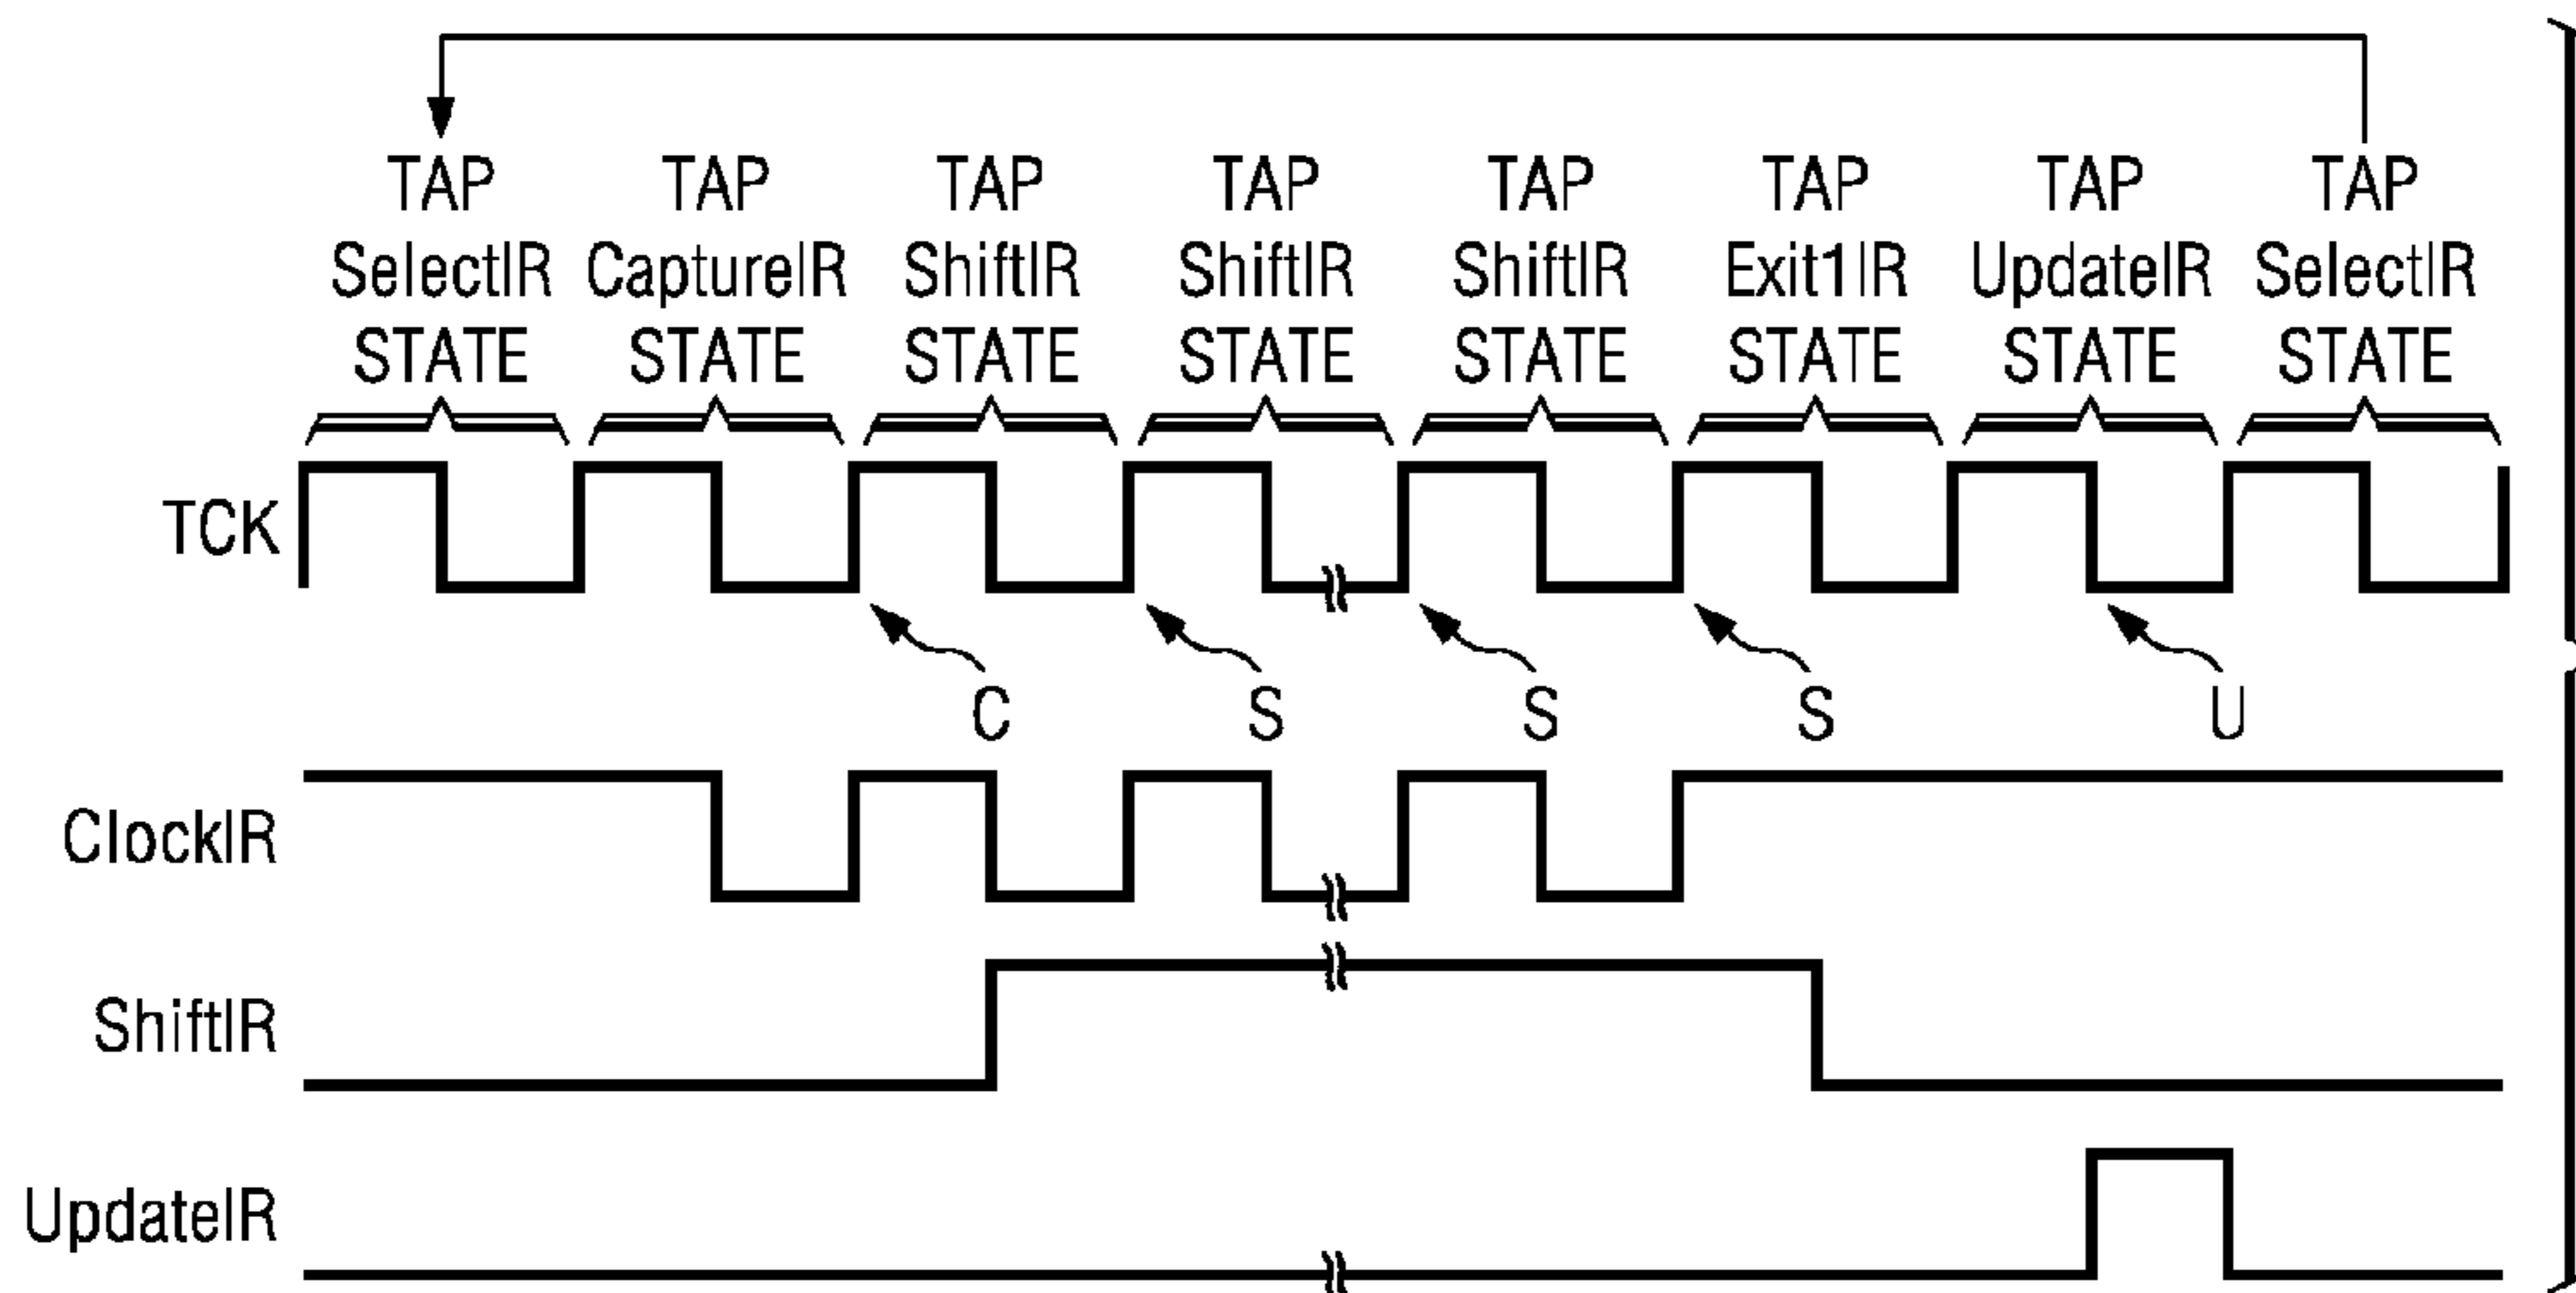 TAP TAP TAP TAP TAP TAP TAP TAP
SelectIR CaptureIR ShiftIR ShiftIR ShiftIR Exit1IR UpdateIR SelectIR
STATE STATE STATE STATE STATE STATE STATE STATE
TCK
C S S S U
ClockIR
ShiftIR
UpdateIR